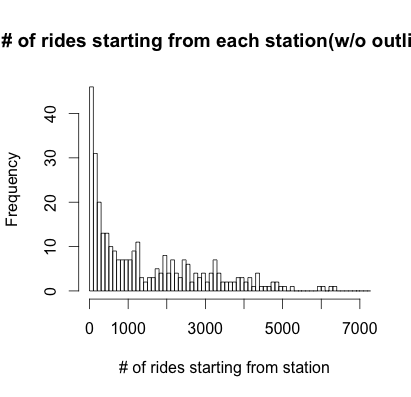 # of rides starting from each station(w/o outli
Frequency
40
30
20
10
0
0 1000 3000 5000 7000
# of rides starting from station